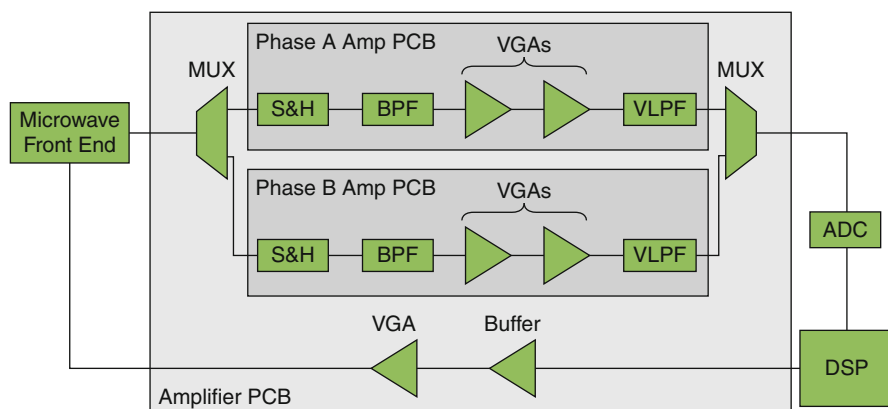 Phase A Amp PCB
VGAs
MUX
MUX
S&H
BPF
VLPF
Microwave
Front End
Phase B Amp PCB
VGAs
ADC
S&H
BPF
VLPF
VGA
Buffer
DSP
Amplifier PCB